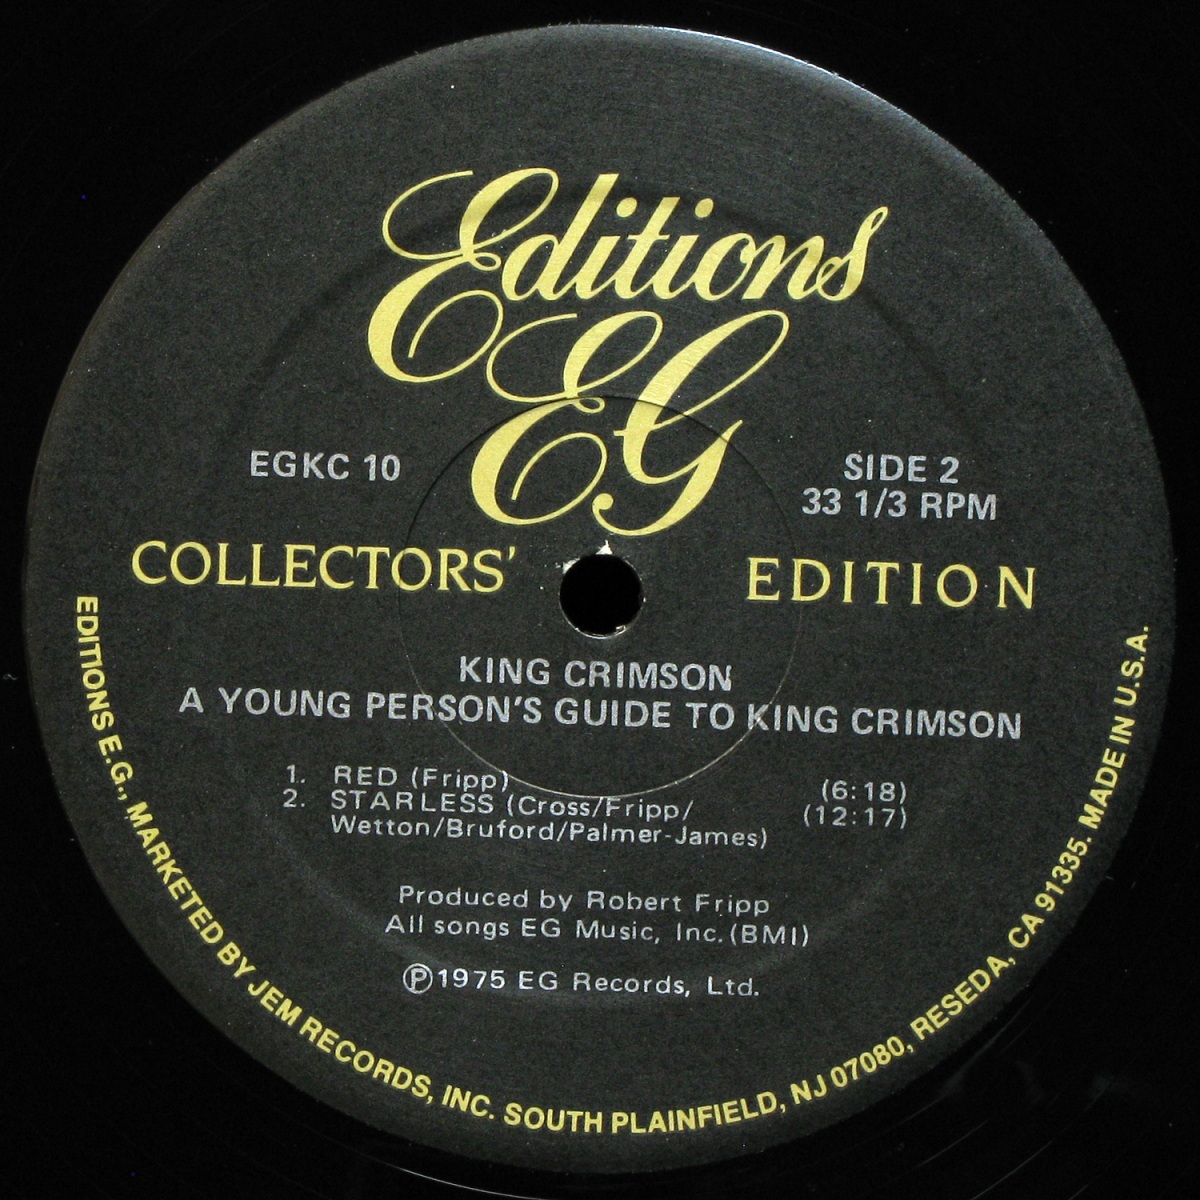 Editions
EG
EGKC 10
SIDE 2
33 1/3 RPM
COLLECTORS' EDITION
KING CRIMSON
A YOUNG PERSON'S GUIDE TO KING CRIMSON
1. RED (Fripp) (6:18)
2. STARLESS (Cross/Fripp/ (12:17)
Wetton/Bruford/Palmer-James)
Produced by Robert Fripp
All songs EG Music, Inc. (BMI)
Ⓟ1975 EG Records, Ltd.
EDITIONS E.G., MARKETED BY JEM RECORDS, INC. SOUTH PLAINFIELD, NJ 07080, RESEDA, CA 91335. MADE IN U.S.A.